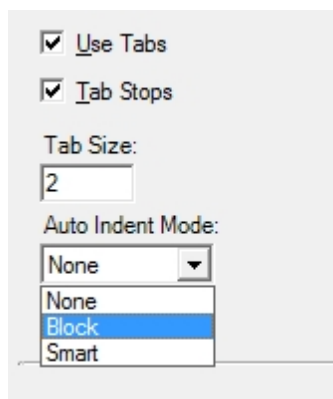 Use Tabs
Tab Stops
Tab Size:
2
Auto Indent Mode:
None
None
Block
Smart